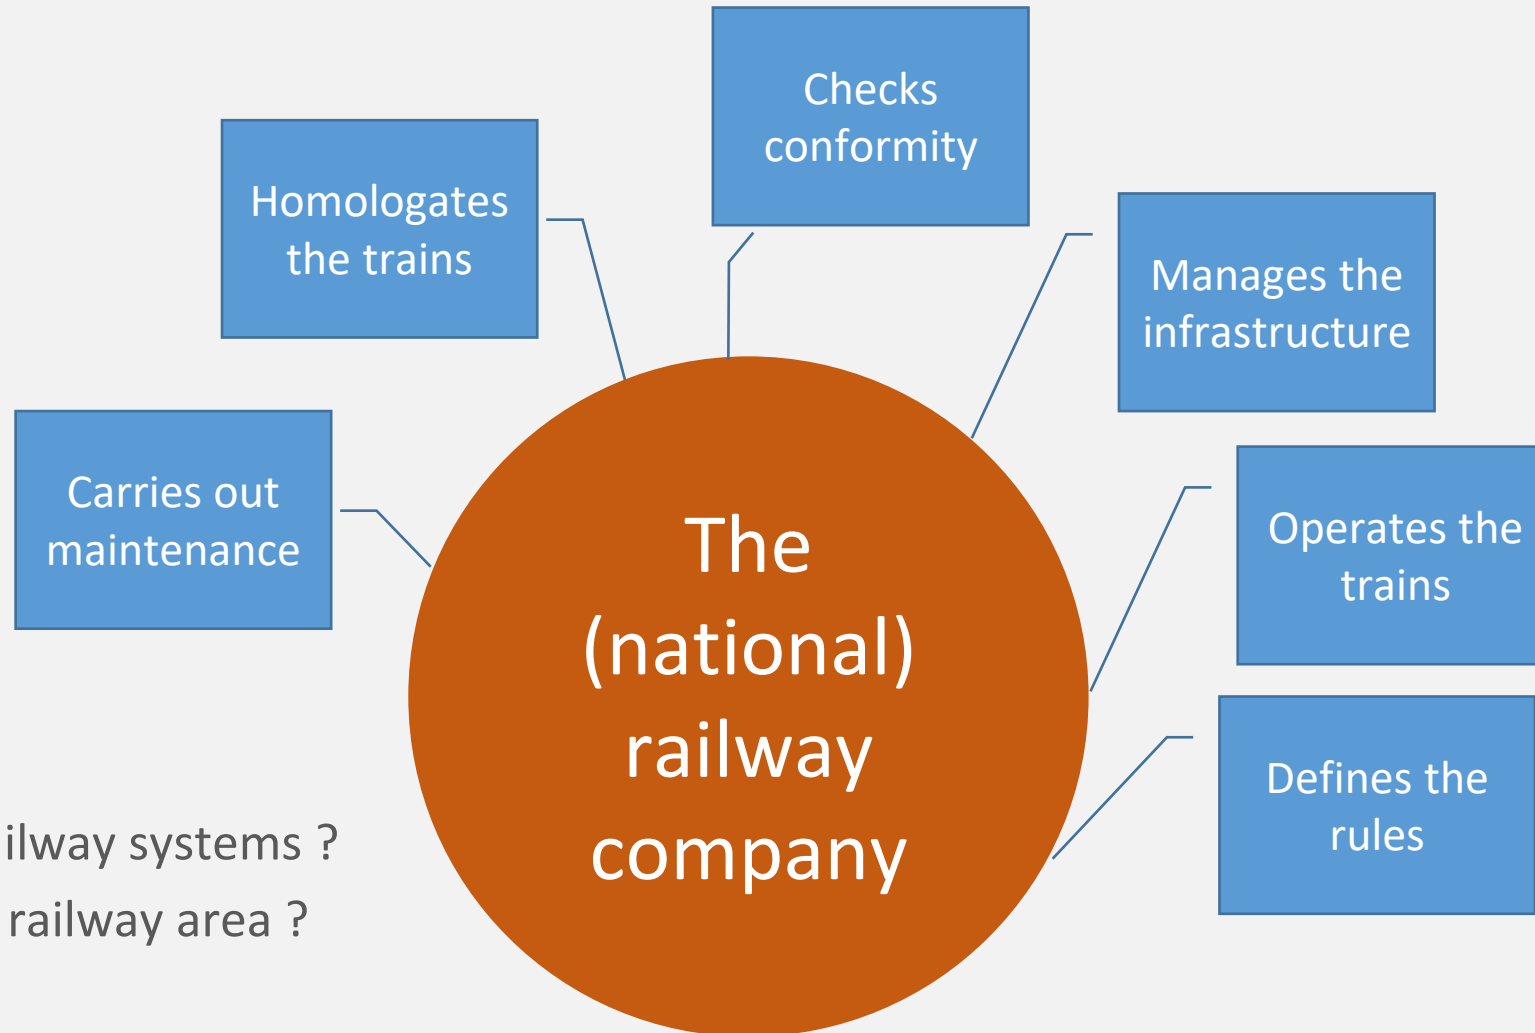 Checks
conformity
Homologates
the trains
Manages the
infrastructure
Carries out
maintenance
Operates the
trains
The
(national)
railway
company
Defines the
rules
ilway systems ?
railway area ?